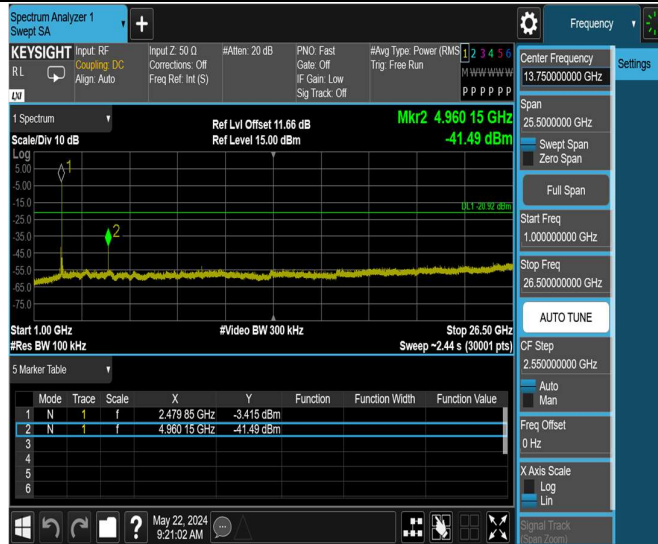 Spectrum Analyzer 1
Swept SA
+
Frequency
KEYSIGHT
RL
LXI
Input: RF
Coupling: DC
Align: Auto
Input Z: 50 Ω
Corrections: Off
Freq Ref: Int (S)
#Atten: 20 dB
PNO: Fast
Gate: Off
IF Gain: Low
Sig Track: Off
#Avg Type: Power (RMS
Trig: Free Run
1 2 3 4 5 6
M W W W W W
P P P P P P
1 Spectrum
Scale/Div 10 dB
Ref Lvl Offset 11.66 dB
Ref Level 15.00 dBm
Mkr2 4.960 15 GHz
-41.49 dBm
Log
5.00
-5.00
-15.0
-25.0
-35.0
-45.0
-55.0
-65.0
-75.0
1
2
DL1 -20.92 dBm
Start 1.00 GHz
#Res BW 100 kHz
#Video BW 300 kHz
Stop 26.50 GHz
Sweep ~2.44 s (30001 pts)
5 Marker Table
Mode Trace Scale X Y Function Function Width Function Value
1 N 1 f 2.479 85 GHz -3.415 dBm
2 N 1 f 4.960 15 GHz -41.49 dBm
3
4
5
6
?
May 22, 2024
9:21:02 AM
Center Frequency
13.750000000 GHz
Settings
Span
25.5000000 GHz
Swept Span
Zero Span
Full Span
Start Freq
1.000000000 GHz
Stop Freq
26.500000000 GHz
AUTO TUNE
CF Step
2.550000000 GHz
Auto
Man
Freq Offset
0 Hz
X Axis Scale
Log
Lin
Signal Track
(Span Zoom)